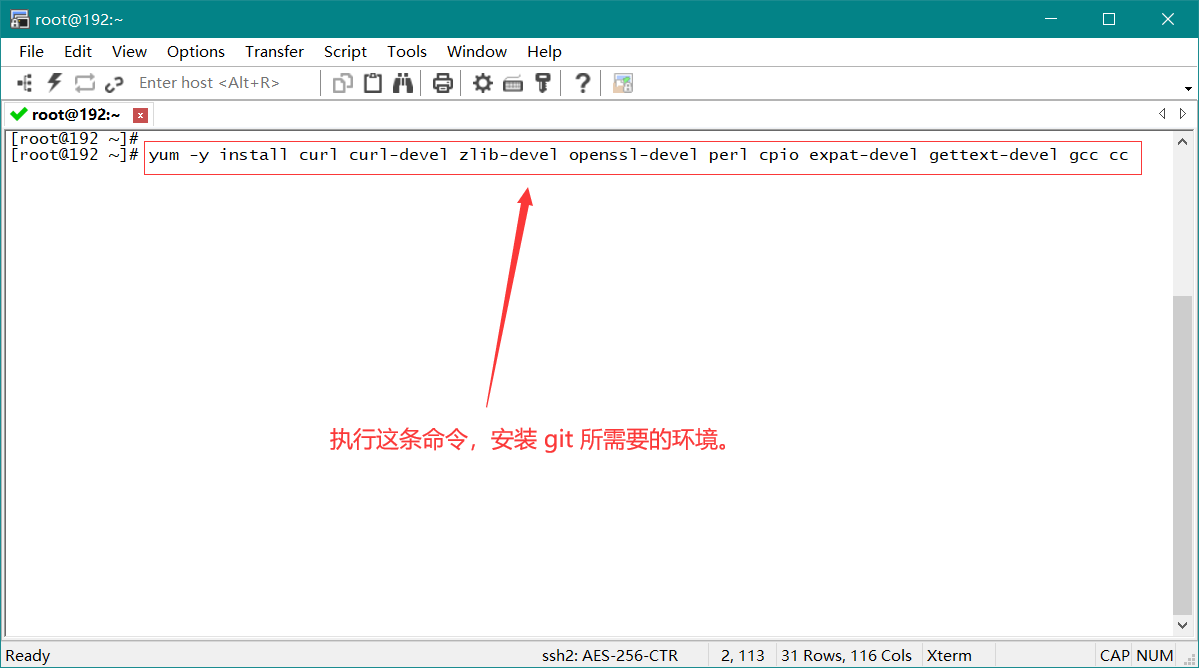 root@192:~
File Edit View Options Transfer Script Tools Window Help
Enter host <Alt+R>
root@192:~
[root@192 ~]#
[root@192 ~]# yum -y install curl curl-devel zlib-devel openssl-devel perl cpio expat-devel gettext-devel gcc cc
执行这条命令，安装 git 所需要的环境。
Ready ssh2: AES-256-CTR 2, 113 31 Rows, 116 Cols Xterm CAP NUM